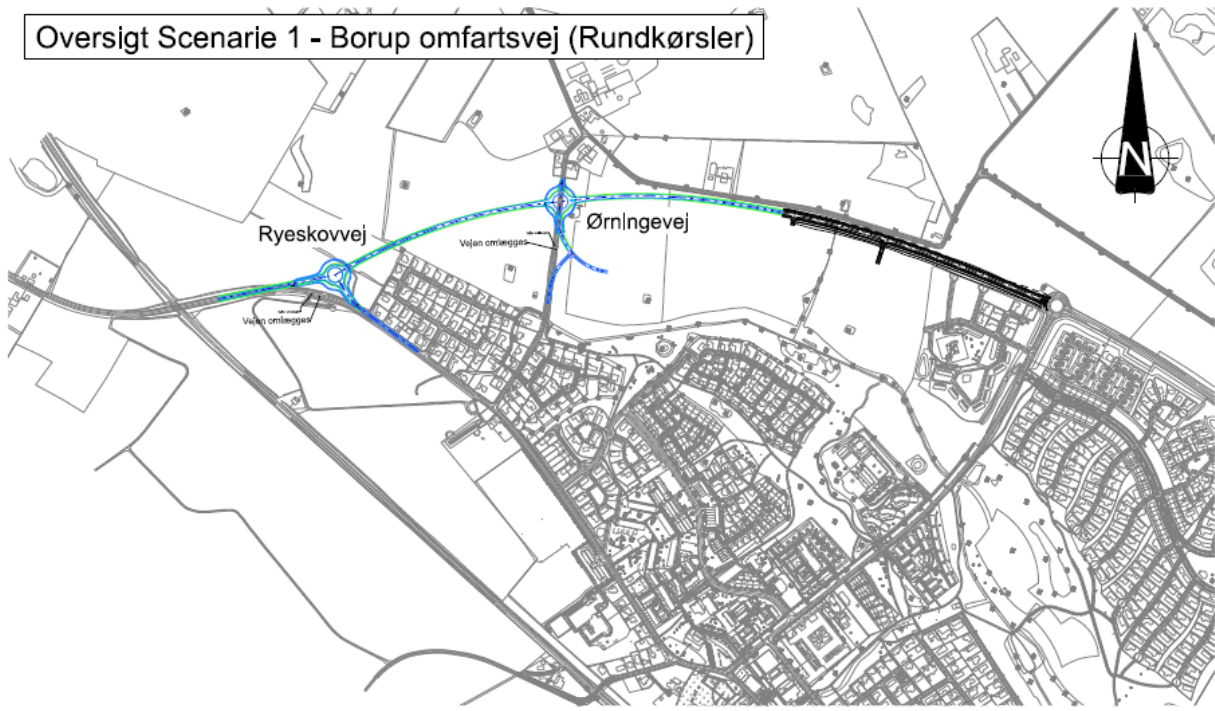 Oversigt Scenarie 1 - Borup omfartsvej (Rundkørsler)
N
Ryeskovvej
Ørningevej
Vejen omlægges
Vejen omlægges